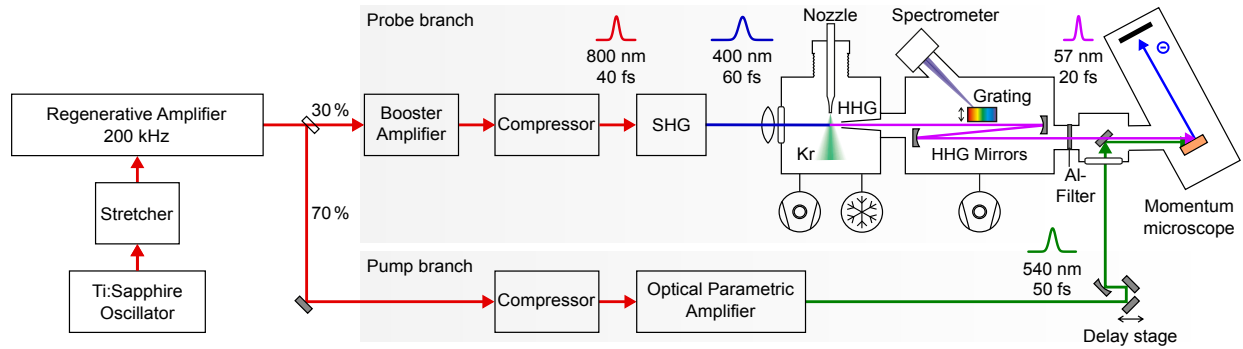 Probe branch
Nozzle
Spectrometer
800 nm
40 fs
400 nm
60 fs
57 nm
20 fs
Regenerative Amplifier
200 kHz
30 %
Booster
Amplifier
Compressor
SHG
HHG
Grating
Kr
HHG Mirrors
Al-
Filter
Momentum
microscope
Stretcher
70 %
Ti:Sapphire
Oscillator
Pump branch
Compressor
Optical Parametric
Amplifier
540 nm
50 fs
Delay stage